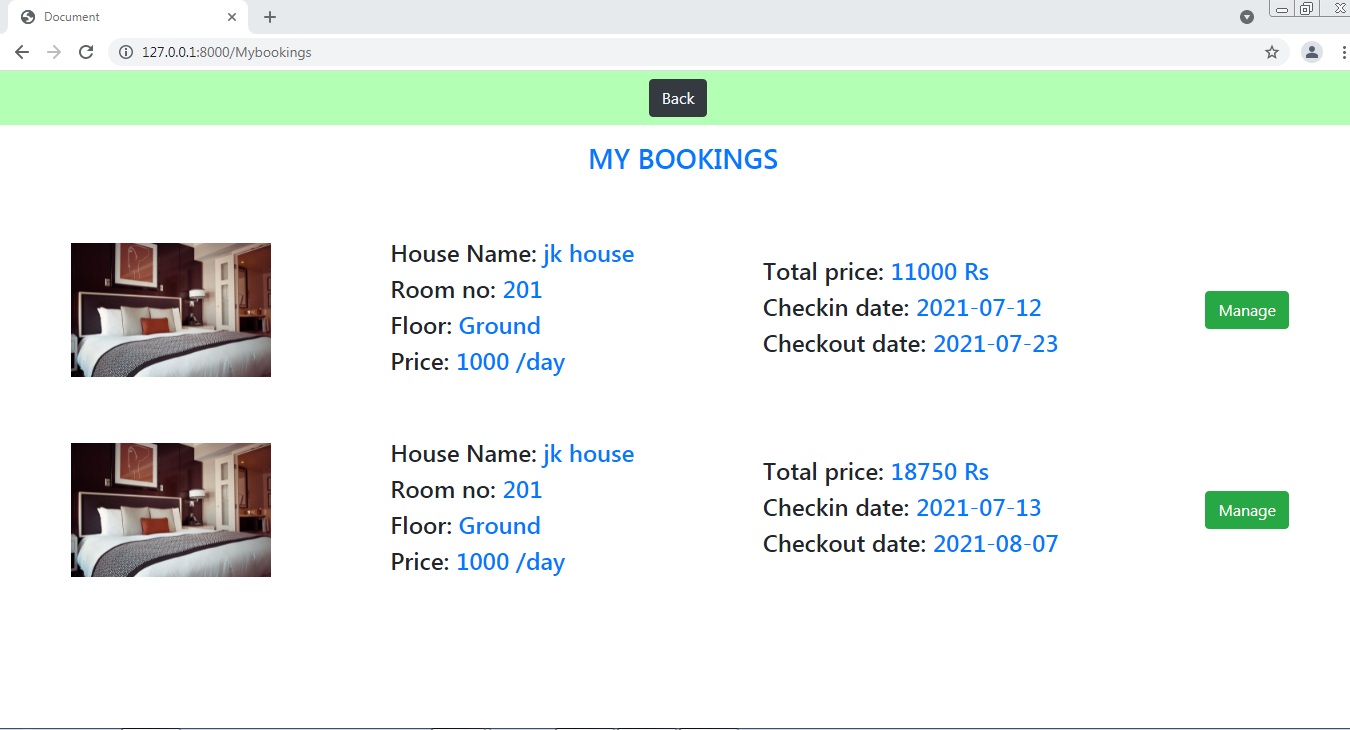 Document
127.0.0.1:8000/Mybookings
Back
MY BOOKINGS
House Name: jk house
Room no: 201
Floor: Ground
Price: 1000 /day
Total price: 11000 Rs
Checkin date: 2021-07-12
Checkout date: 2021-07-23
Manage
House Name: jk house
Room no: 201
Floor: Ground
Price: 1000 /day
Total price: 18750 Rs
Checkin date: 2021-07-13
Checkout date: 2021-08-07
Manage